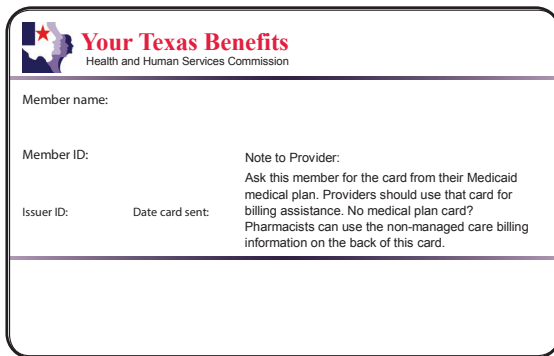 Your Texas Benefits
Health and Human Services Commission
Member name:
Member ID:
Note to Provider:
Ask this member for the card from their Medicaid
medical plan. Providers should use that card for
billing assistance. No medical plan card?
Pharmacists can use the non-managed care billing
information on the back of this card.
Issuer ID:
Date card sent: